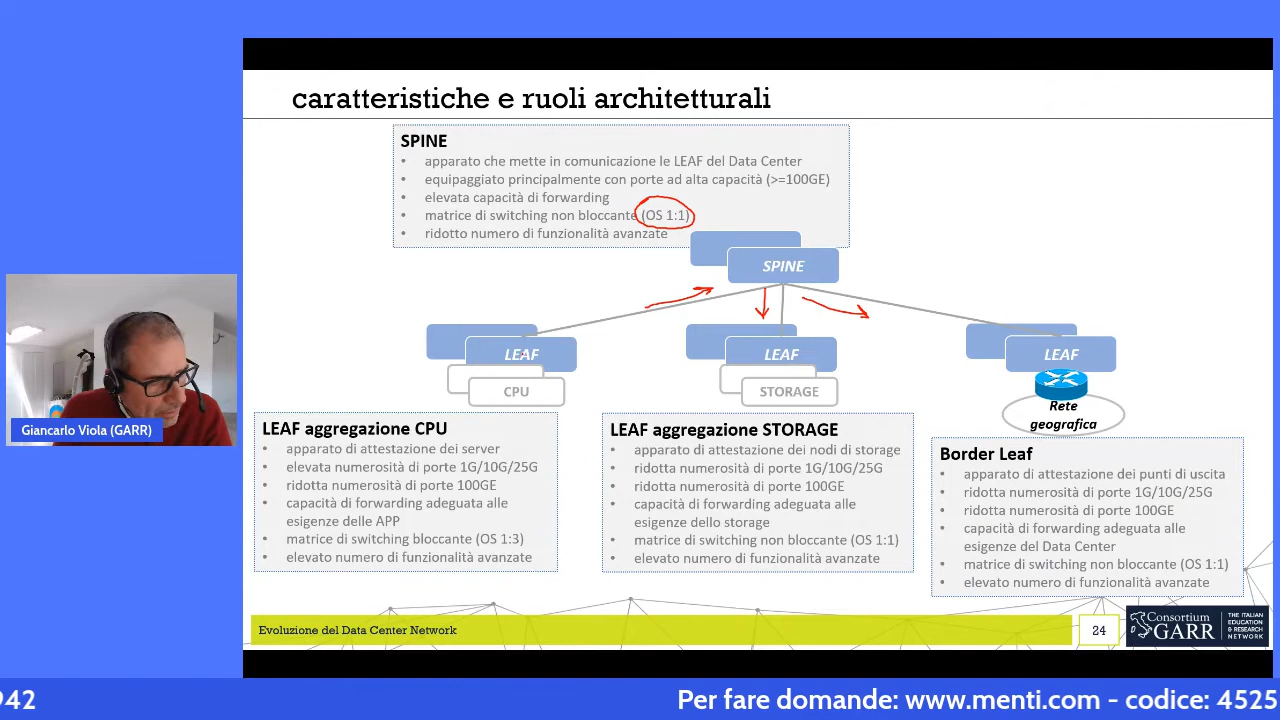 caratteristiche e ruoli architetturali
SPINE
• apparato che mette in comunicazione le LEAF del Data Center
• equipaggiato principalmente con porte ad alta capacità (>=100GE)
• elevata capacità di forwarding
• matrice di switching non bloccante (OS 1:1)
• ridotto numero di funzionalità avanzate
SPINE
LEAF
CPU
LEAF
STORAGE
LEAF
Rete
geografica
LEAF aggregazione CPU
• apparato di attestazione dei server
• elevata numerosità di porte 1G/10G/25G
• ridotta numerosità di porte 100GE
• capacità di forwarding adeguata alle
esigenze delle APP
• matrice di switching bloccante (OS 1:3)
• elevato numero di funzionalità avanzate
LEAF aggregazione STORAGE
• apparato di attestazione dei nodi di storage
• ridotta numerosità di porte 1G/10G/25G
• ridotta numerosità di porte 100GE
• capacità di forwarding adeguata alle
esigenze dello storage
• matrice di switching non bloccante (OS 1:1)
• elevato numero di funzionalità avanzate
Border Leaf
• apparato di attestazione dei punti di uscita
• ridotta numerosità di porte 1G/10G/25G
• ridotta numerosità di porte 100GE
• capacità di forwarding adeguata alle
esigenze del Data Center
• matrice di switching non bloccante (OS 1:1)
• elevato numero di funzionalità avanzate
Giancarlo Viola (GARR)
Evoluzione del Data Center Network
24
Consortium
GARR
THE ITALIAN
EDUCATION
& RESEARCH
NETWORK
942
Per fare domande: www.menti.com - codice: 4525